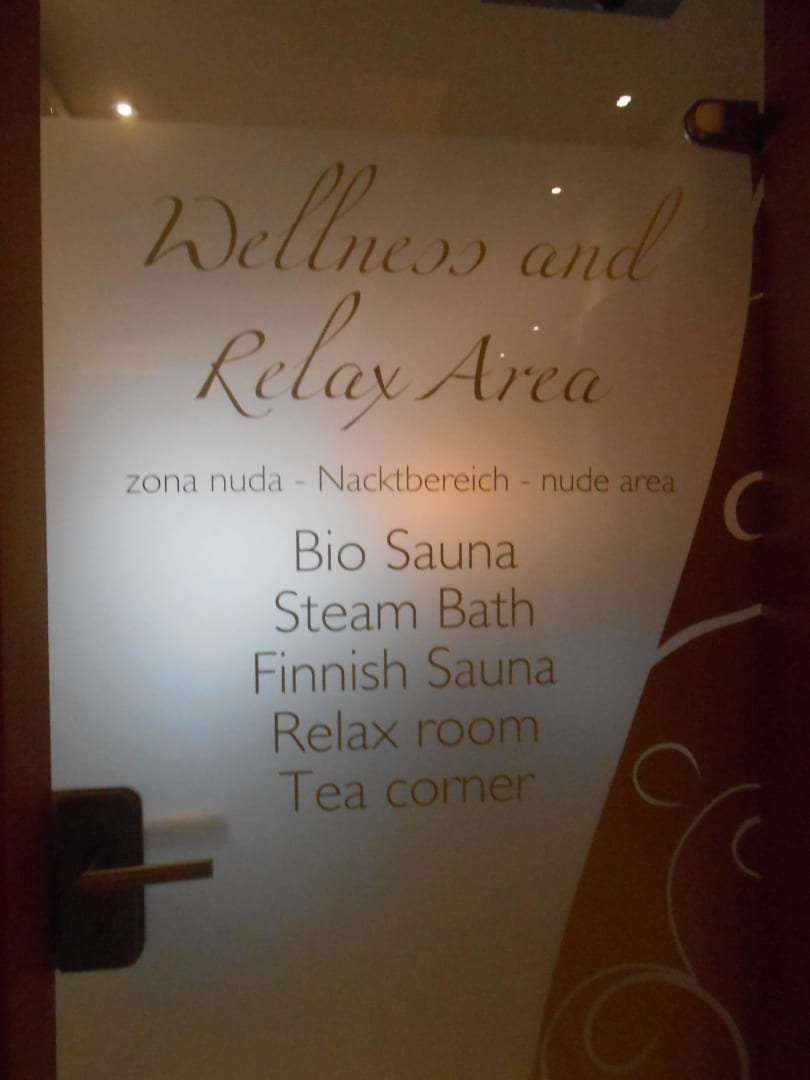 Wellness and
Relax Area
zona nuda - Nacktbereich - nude area
Bio Sauna
Steam Bath
Finnish Sauna
Relax room
Tea corner